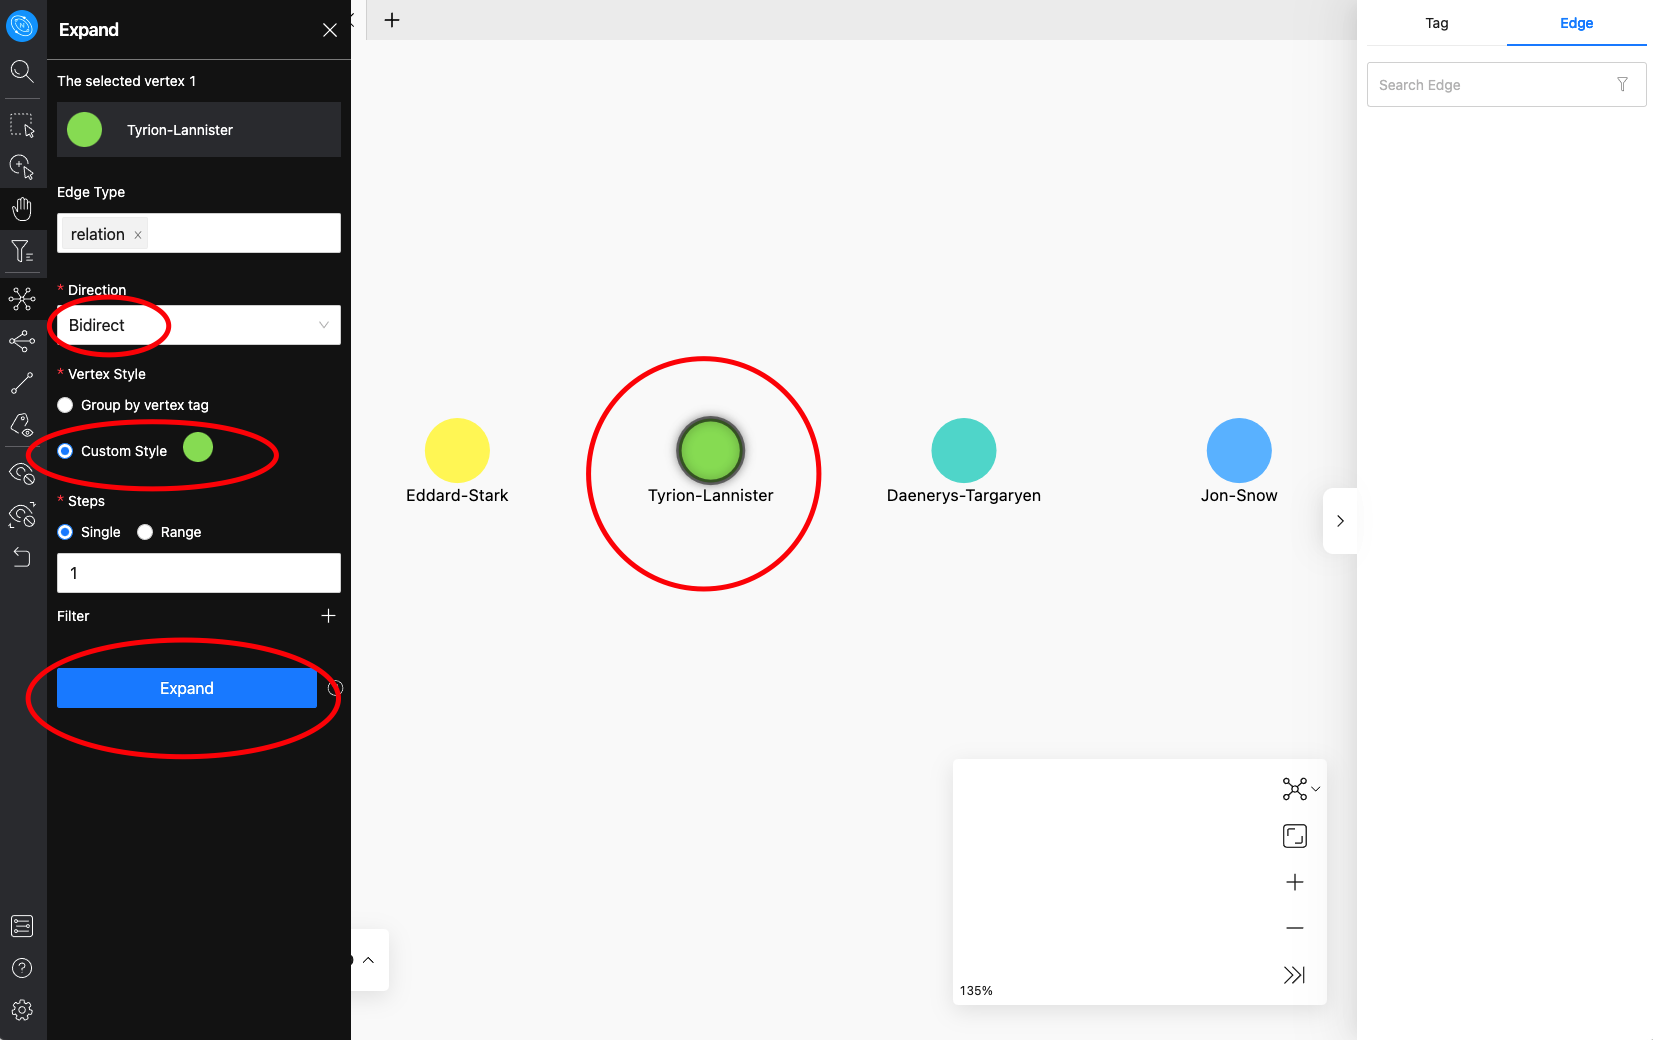 Expand
The selected vertex 1
Tyrion-Lannister
Edge Type
relation ×
* Direction
Bidirect
* Vertex Style
Group by vertex tag
Custom Style
* Steps
Single Range
1
Filter
Expand
Eddard-Stark
Tyrion-Lannister
Daenerys-Targaryen
Jon-Snow
135%
Tag Edge
Search Edge